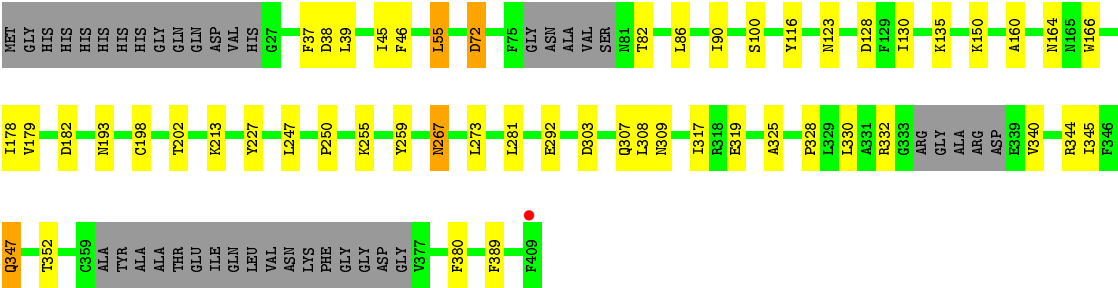 MET GLY HIS HIS HIS HIS HIS HIS GLY GLN GLN ASP VAL HIS G27 F37 D38 L39 I45 F46 L55 D72 F75 GLY ASN ALA VAL SER N81 T82 L86 I90 S100 Y116 N123 D128 F129 I130 K135 K150 A160 N164 N165 W166
I178 V179 D182 N193 C198 T202 K213 Y227 L247 P250 K255 Y259 N267 L273 L281 E292 D303 Q307 L308 N309 I317 R318 E319 A325 P328 L329 L330 A331 R332 G333 ARG GLY ALA ARG ASP E339 V340 R344 I345 F346
Q347 T352 C359 ALA TYR ALA ALA THR GLU ILE GLN LEU VAL ASN LYS PHE GLY GLY ASP GLY V377 F380 F389 F409